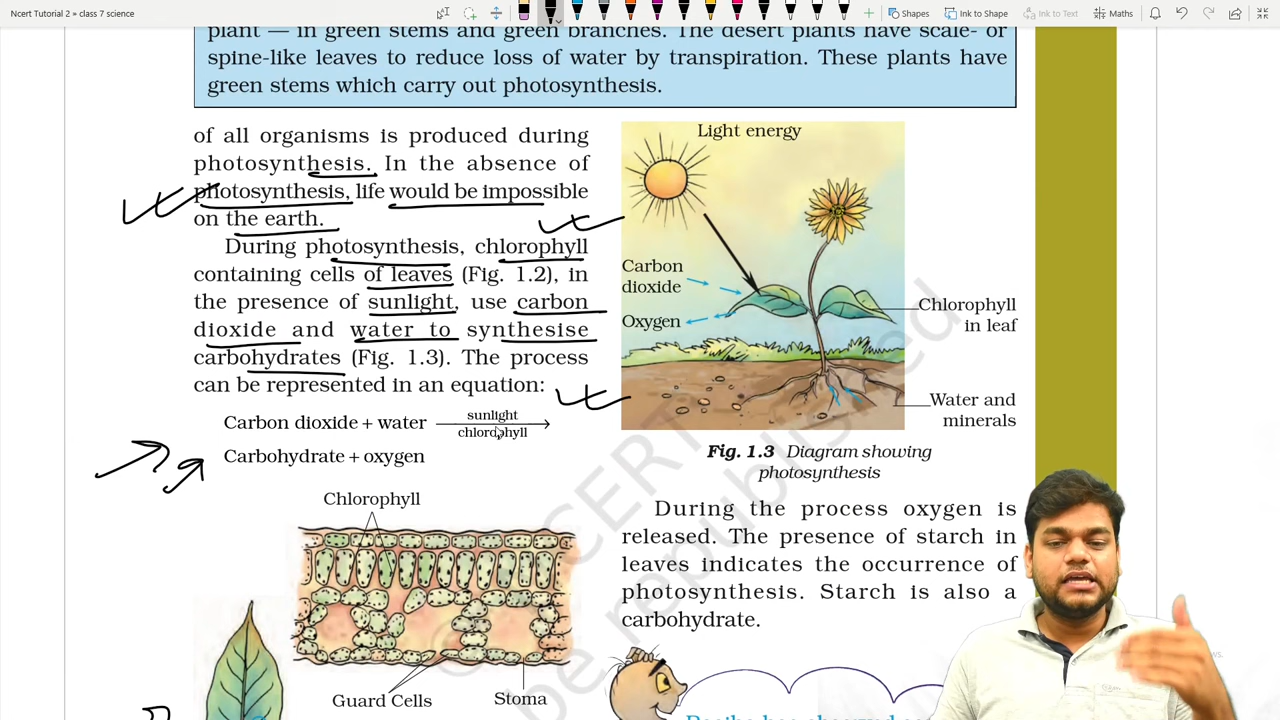 Ncert Tutorial 2 » class 7 science
Shapes
Ink to Shape
Ink to Text
Maths
plant — in green stems and green branches. The desert plants have scale- or
spine-like leaves to reduce loss of water by transpiration. These plants have
green stems which carry out photosynthesis.
of all organisms is produced during
photosynthesis. In the absence of
photosynthesis, life would be impossible
on the earth.
During photosynthesis, chlorophyll
containing cells of leaves (Fig. 1.2), in
the presence of sunlight, use carbon
dioxide and water to synthesise
carbohydrates (Fig. 1.3). The process
can be represented in an equation:
Carbon dioxide + water
sunlight
chlorophyll
Carbohydrate + oxygen
Chlorophyll
Guard Cells
Stoma
Light energy
Carbon
dioxide
Oxygen
Chlorophyll
in leaf
Water and
minerals
Fig. 1.3 Diagram showing
photosynthesis
During the process oxygen is
released. The presence of starch in
leaves indicates the occurrence of
photosynthesis. Starch is also a
carbohydrate.